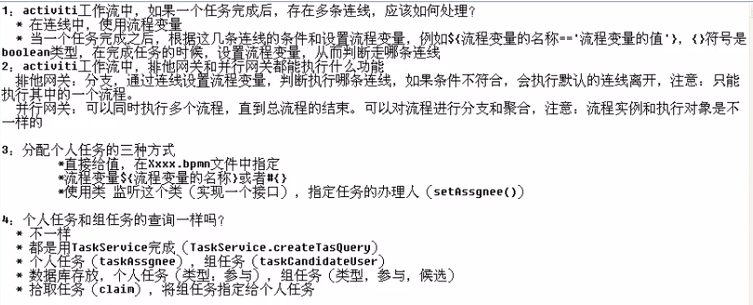 1；activiti工作流中，如果一个任务完成后，存在多条连线，应该如何处理？
* 在连线中，使用流程变量
* 当一个任务完成之后，根据这几条连线的条件和设置流程变量，例如${流程变量的名称=='流程变量的值'}，{}符号是
boolean类型，在完成任务的时候，设置流程变量，从而判断走哪条连线
2；activiti工作流中，排他网关和并行网关都能执行什么功能
排他网关：分支，通过连线设置流程变量，判断执行哪条连线，如果条件不符合，会执行默认的连线离开，注意：只能
执行其中的一个流程。
并行网关：可以同时执行多个流程，直到总流程的结束。可以对流程进行分支和聚合，注意：流程实例和执行对象是不
一样的
3；分配个人任务的三种方式
*直接给值，在Xxxx.bpmn文件中指定
*流程变量${流程变量的名称}或者#{}
*使用类 监听这个类（实现一个接口），指定任务的办理人（setAssgnee()）
4；个人任务和组任务的查询一样吗？
* 不一样
* 都是用TaskService完成（TaskService.createTasQuery）
* 个人任务（taskAssgnee），组任务（taskCandidateUser）
* 数据库存放，个人任务（类型：参与），组任务（类型，参与，候选）
* 拾取任务（claim），将组任务指定给个人任务